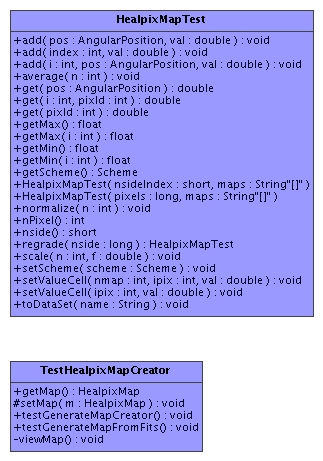 HealpixMapTest
+add( pos : AngularPosition, val : double ) : void
+add( index : int, val : double ) : void
+add( i : int, pos : AngularPosition, val : double ) : void
+average( n : int ) : void
+get( pos : AngularPosition ) : double
+get( i : int, pixId : int ) : double
+get( pixId : int ) : double
+getMax() : float
+getMax( i : int ) : float
+getMin() : float
+getMin( i : int ) : float
+getScheme() : Scheme
+HealpixMapTest( nsideIndex : short, maps : String"[]" )
+HealpixMapTest( pixels : long, maps : String"[]" )
+normalize( n : int ) : void
+nPixel() : int
+nside() : short
+regrade( nside : long ) : HealpixMapTest
+scale( n : int, f : double ) : void
+setScheme( scheme : Scheme ) : void
+setValueCell( nmap : int, ipix : int, val : double ) : void
+setValueCell( ipix : int, val : double ) : void
+toDataSet( name : String ) : void
TestHealpixMapCreator
+getMap() : HealpixMap
#setMap( m : HealpixMap ) : void
+testGenerateMapCreator() : void
+testGenerateMapFromFits() : void
-viewMap() : void